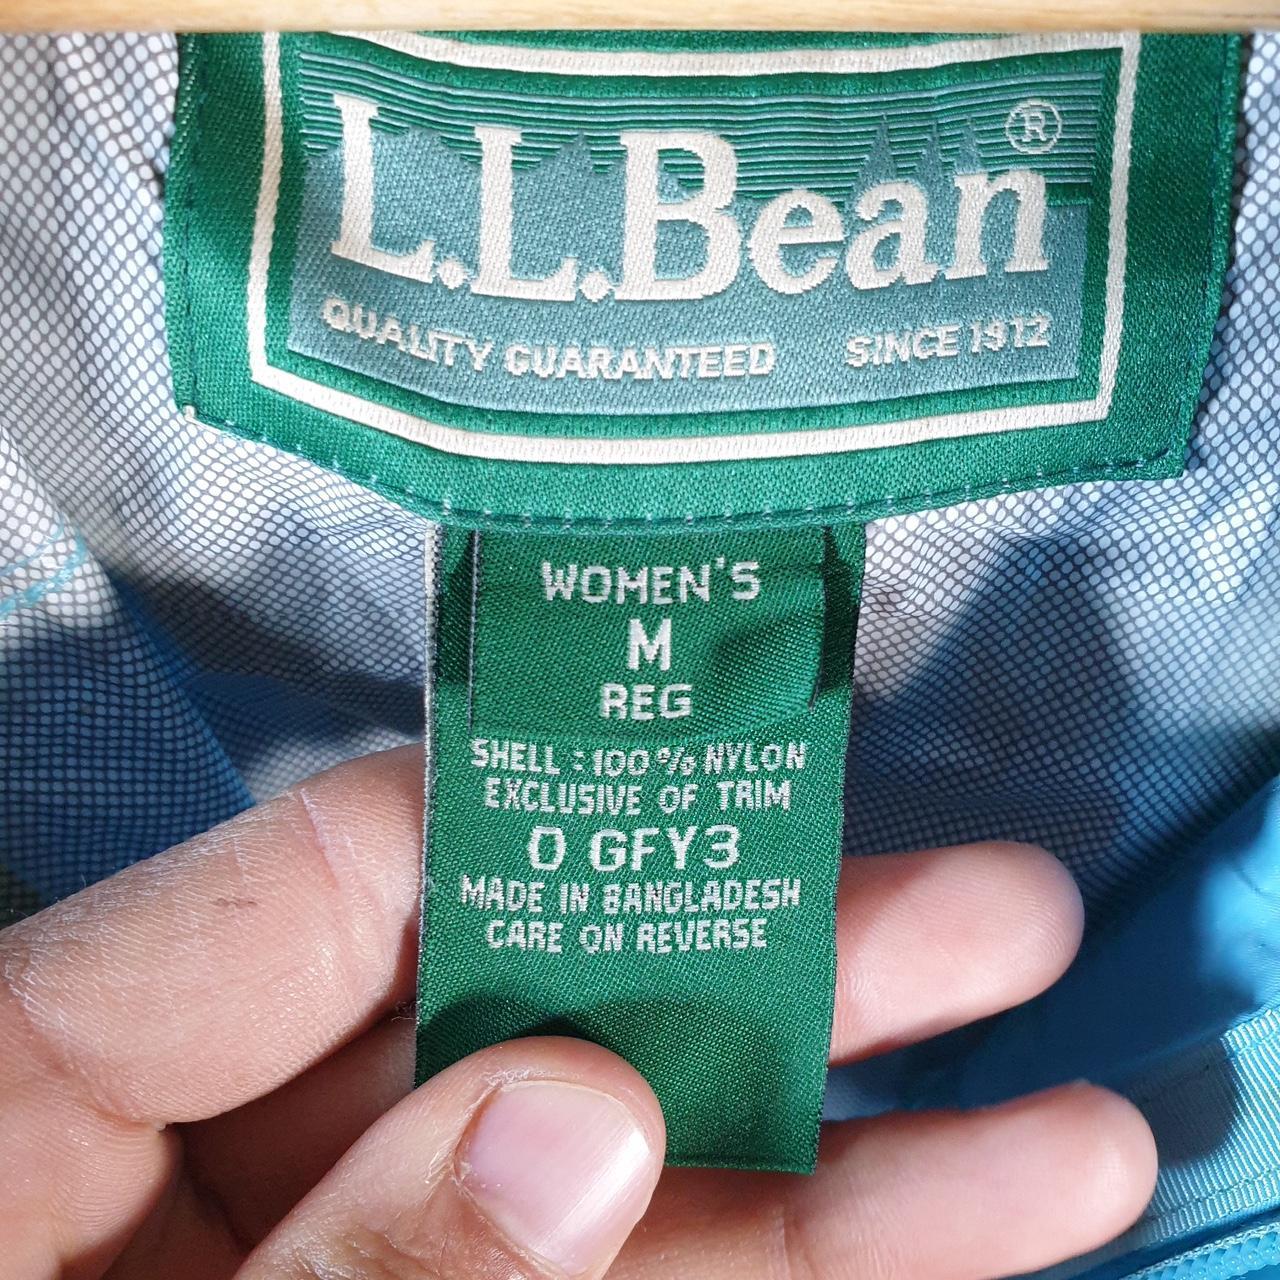 L.L.Bean®
QUALITY GUARANTEED SINCE 1912
WOMEN'S
M
REG
SHELL : 100% NYLON
EXCLUSIVE OF TRIM
0 GFY3
MADE IN BANGLADESH
CARE ON REVERSE